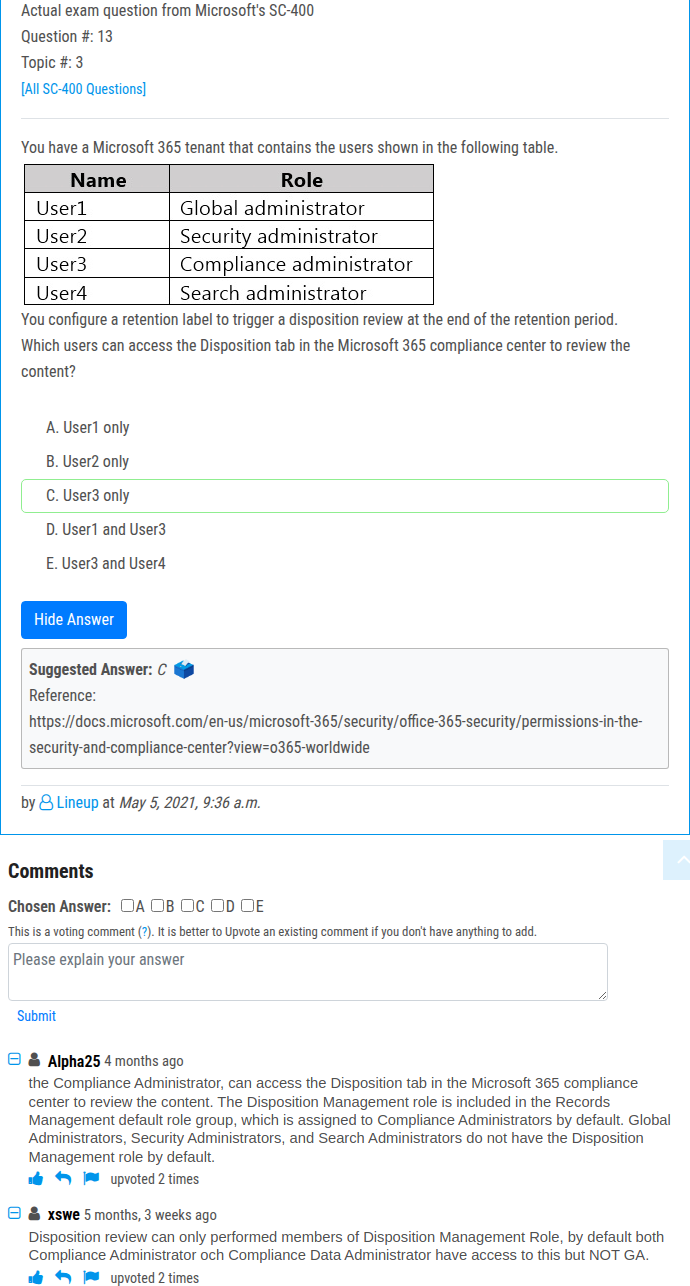 Actual exam question from Microsoft's SC-400
Question #: 13
Topic #: 3
[All SC-400 Questions]
You have a Microsoft 365 tenant that contains the users shown in the following table.
Name Role
User1 Global administrator
User2 Security administrator
User3 Compliance administrator
User4 Search administrator
You configure a retention label to trigger a disposition review at the end of the retention period.
Which users can access the Disposition tab in the Microsoft 365 compliance center to review the
content?
A. User1 only
B. User2 only
C. User3 only
D. User1 and User3
E. User3 and User4
Hide Answer
Suggested Answer: C
Reference:
https://docs.microsoft.com/en-us/microsoft-365/security/office-365-security/permissions-in-the-
security-and-compliance-center?view=o365-worldwide
by Lineup at May 5, 2021, 9:36 a.m.
Comments
Chosen Answer: A B C D E
This is a voting comment (?). It is better to Upvote an existing comment if you don't have anything to add.
Please explain your answer
Submit
Alpha25 4 months ago
the Compliance Administrator, can access the Disposition tab in the Microsoft 365 compliance
center to review the content. The Disposition Management role is included in the Records
Management default role group, which is assigned to Compliance Administrators by default. Global
Administrators, Security Administrators, and Search Administrators do not have the Disposition
Management role by default.
upvoted 2 times
xswe 5 months, 3 weeks ago
Disposition review can only performed members of Disposition Management Role, by default both
Compliance Administrator och Compliance Data Administrator have access to this but NOT GA.
upvoted 2 times